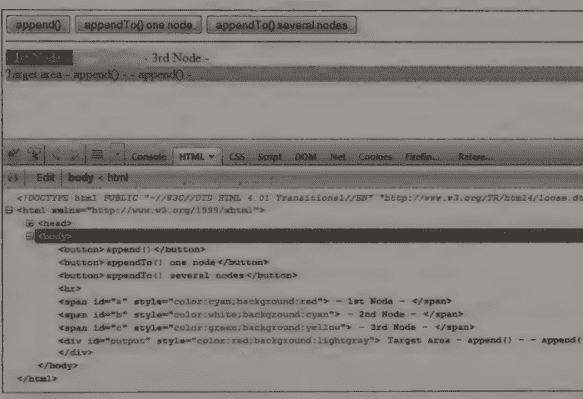 append() appendTo() one node appendTo() several nodes
1st Node - 3rd Node -
Target area - append() - - append() -
Console HTML CSS Script DOM Net Cookies Firefin...
Edit body < html
<!DOCTYPE html PUBLIC "-//W3C//DTD HTML 4.01 Transitional//EN" "http://www.w3.org/TR/html4/loose.dt
<html xmlns="http://www.w3.org/1999/xhtml">
<head>
<body>
<button>append()</button>
<button>appendTo() one node</button>
<button>appendTo() several nodes</button>
<hr>
<span id="a" style="color:cyan;background:red"> - 1st Node - </span>
<span id="b" style="color:white;background:cyan"> - 2nd Node - </span>
<span id="c" style="color:green;background:yellow"> - 3rd Node - </span>
<div id="output" style="color:red;background:lightgray"> Target area - append() - - append()
</div>
</body>
</html>